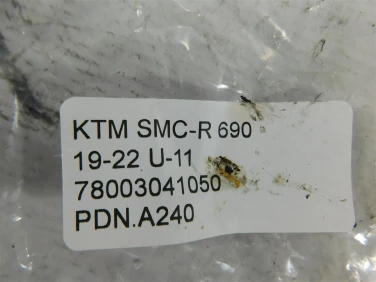 KTM SMC-R 690
19-22 U-11
78003041050
PDN.A240